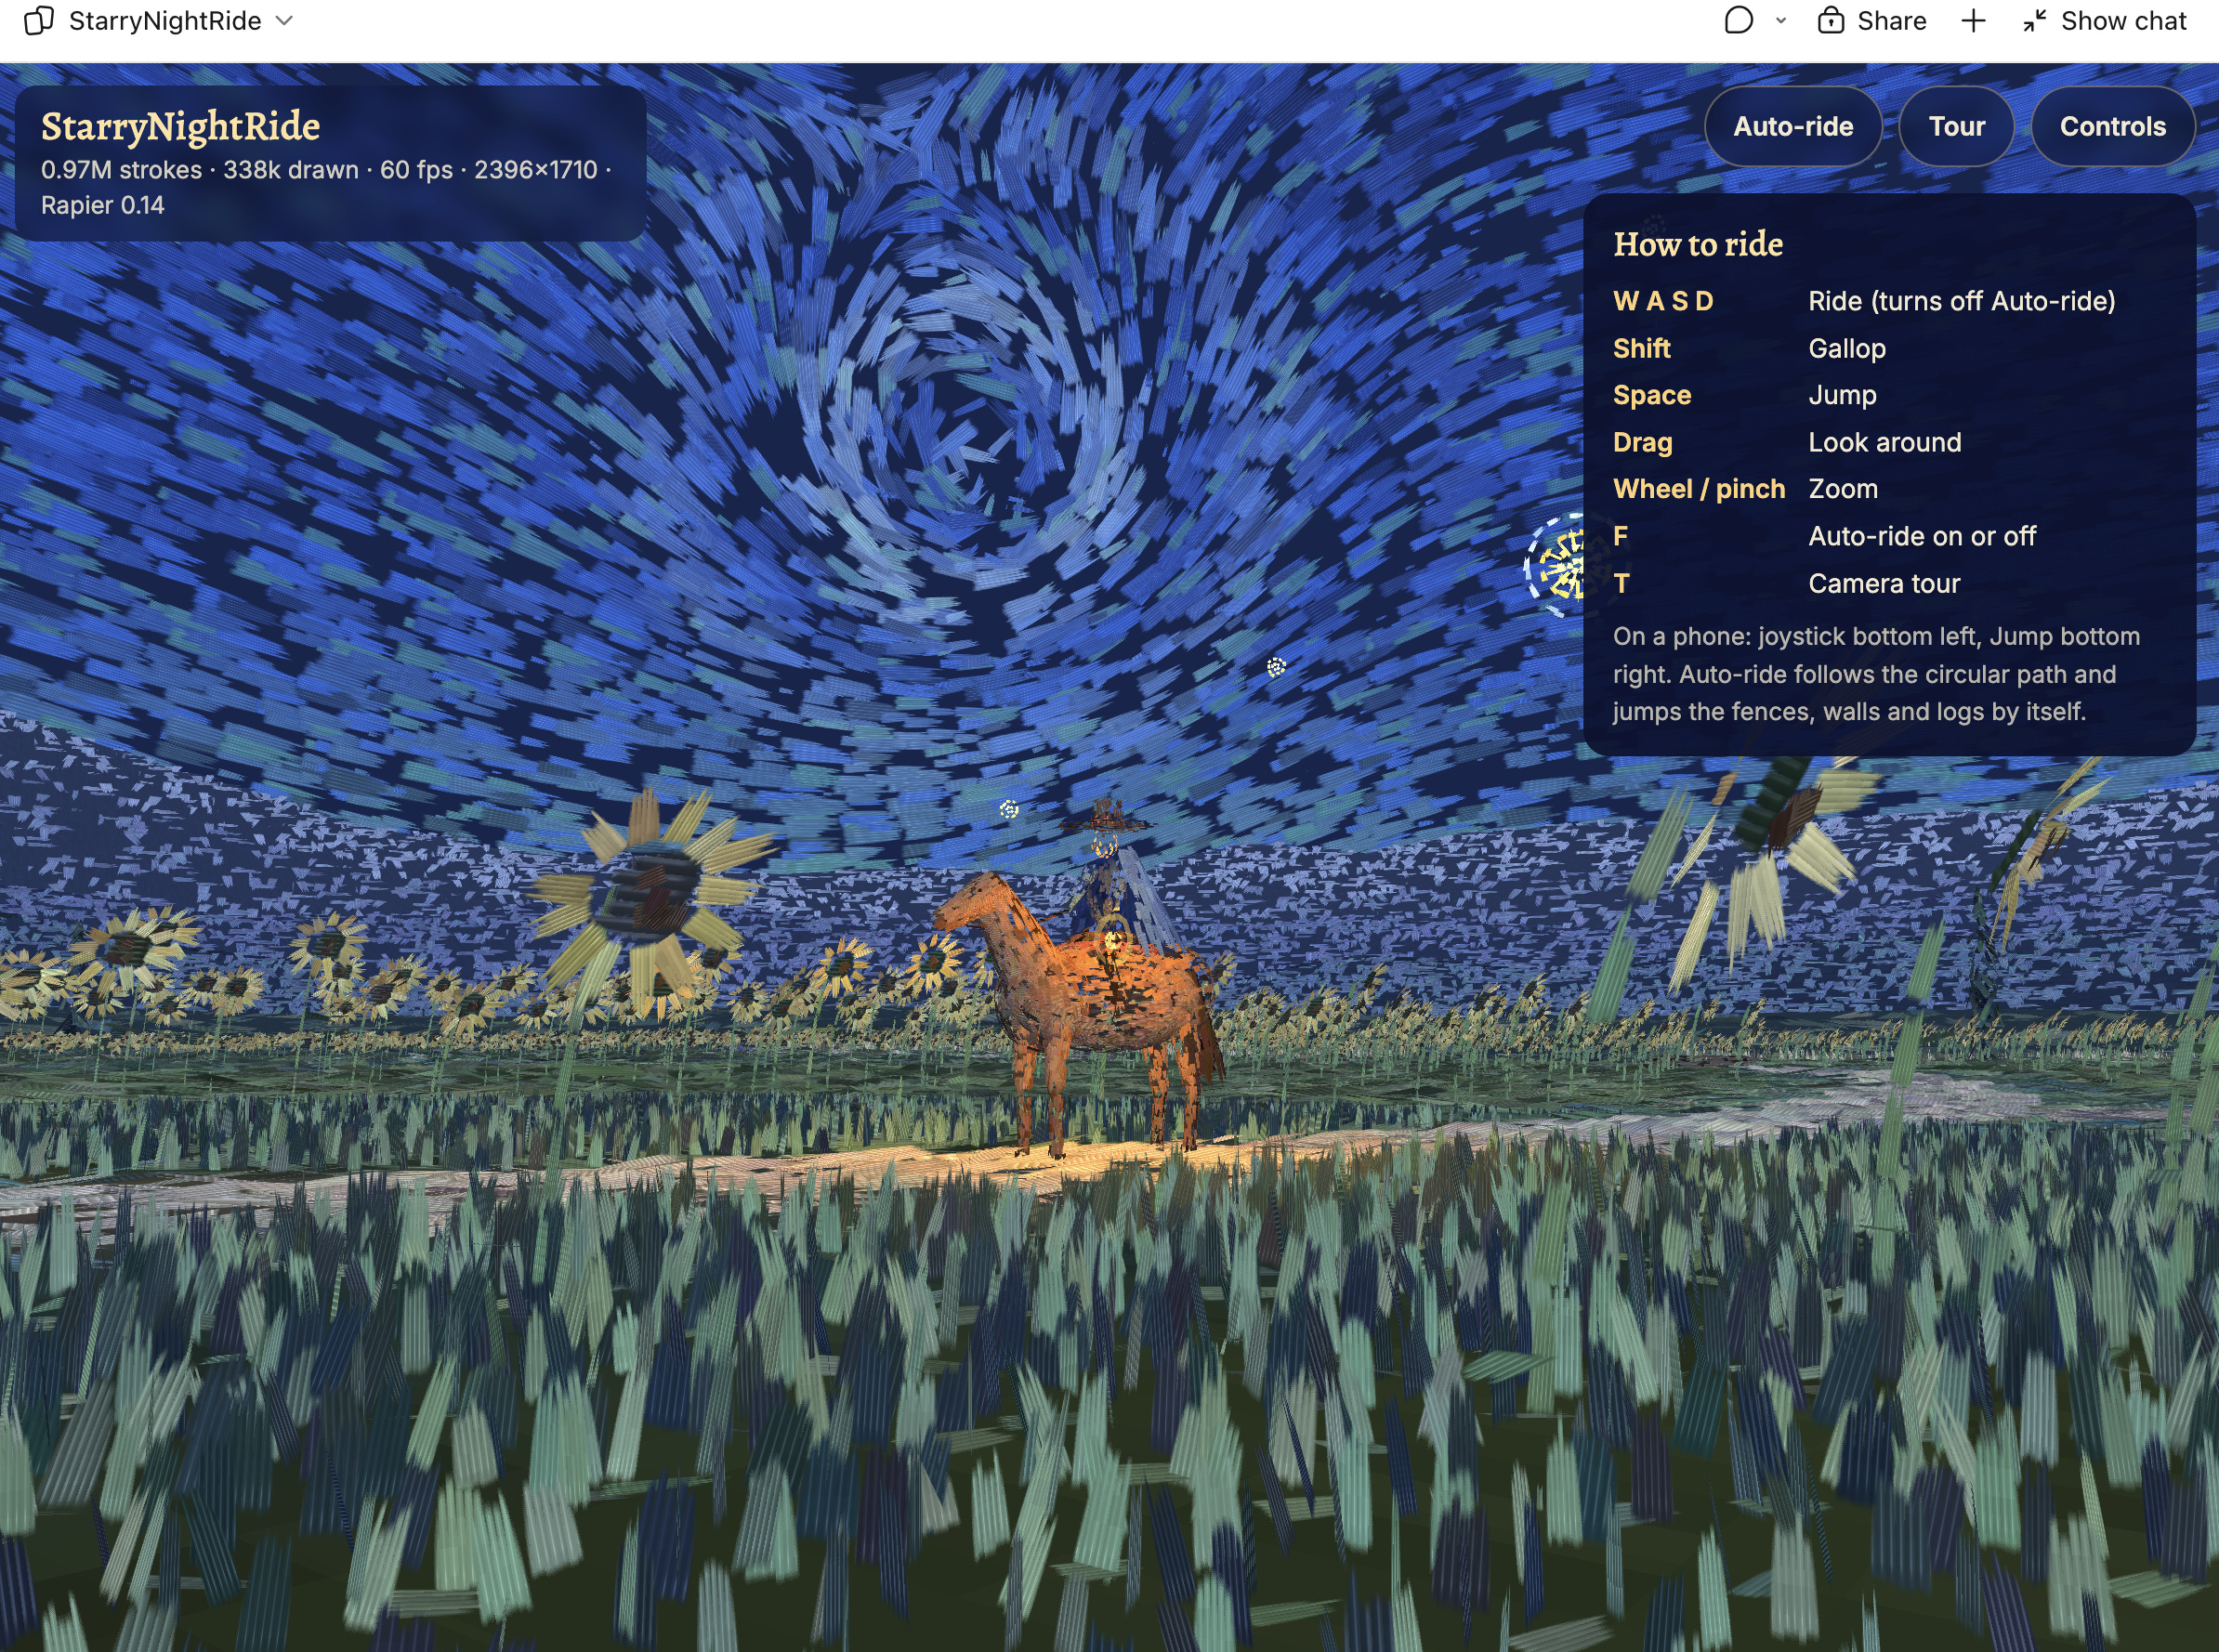 StarryNightRide
Share
Show chat
StarryNightRide
0.97M strokes · 338k drawn · 60 fps · 2396×1710 ·
Rapier 0.14
Auto-ride
Tour
Controls
How to ride
W A S D Ride (turns off Auto-ride)
Shift Gallop
Space Jump
Drag Look around
Wheel / pinch Zoom
F Auto-ride on or off
T Camera tour
On a phone: joystick bottom left, Jump bottom
right. Auto-ride follows the circular path and
jumps the fences, walls and logs by itself.